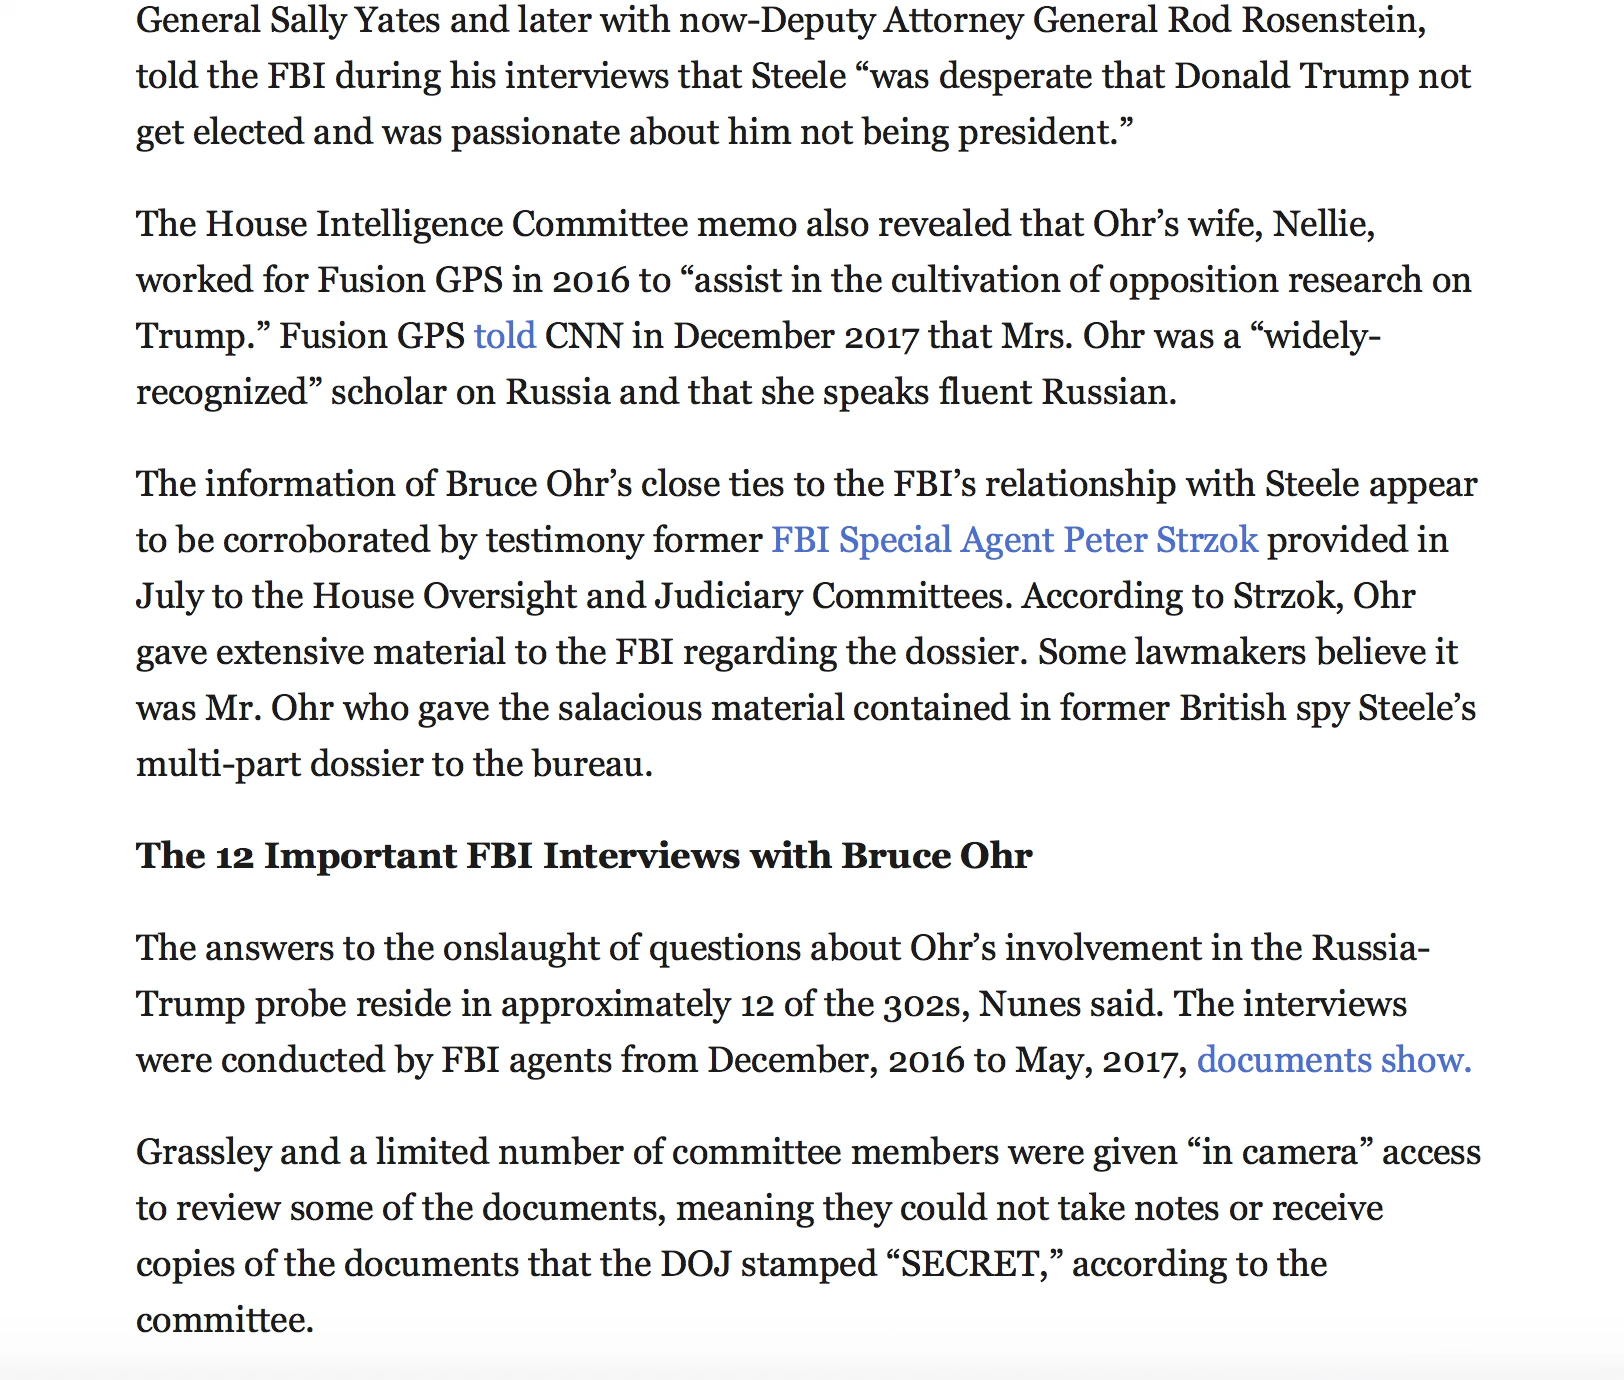 General Sally Yates and later with now-Deputy Attorney General Rod Rosenstein,
told the FBI during his interviews that Steele “was desperate that Donald Trump not
get elected and was passionate about him not being president.”
The House Intelligence Committee memo also revealed that Ohr’s wife, Nellie,
worked for Fusion GPS in 2016 to “assist in the cultivation of opposition research on
Trump.” Fusion GPS told CNN in December 2017 that Mrs. Ohr was a “widely-
recognized” scholar on Russia and that she speaks fluent Russian.
The information of Bruce Ohr’s close ties to the FBI’s relationship with Steele appear
to be corroborated by testimony former FBI Special Agent Peter Strzok provided in
July to the House Oversight and Judiciary Committees. According to Strzok, Ohr
gave extensive material to the FBI regarding the dossier. Some lawmakers believe it
was Mr. Ohr who gave the salacious material contained in former British spy Steele’s
multi-part dossier to the bureau.
The 12 Important FBI Interviews with Bruce Ohr
The answers to the onslaught of questions about Ohr’s involvement in the Russia-
Trump probe reside in approximately 12 of the 302s, Nunes said. The interviews
were conducted by FBI agents from December, 2016 to May, 2017, documents show.
Grassley and a limited number of committee members were given “in camera” access
to review some of the documents, meaning they could not take notes or receive
copies of the documents that the DOJ stamped “SECRET,” according to the
committee.